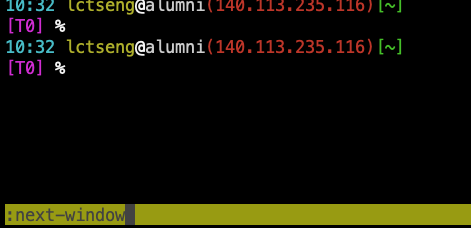 10:32 lctseng@alumni(140.113.235.116)[~]
[T0] %
10:32 lctseng@alumni(140.113.235.116)[~]
[T0] %
:next-window